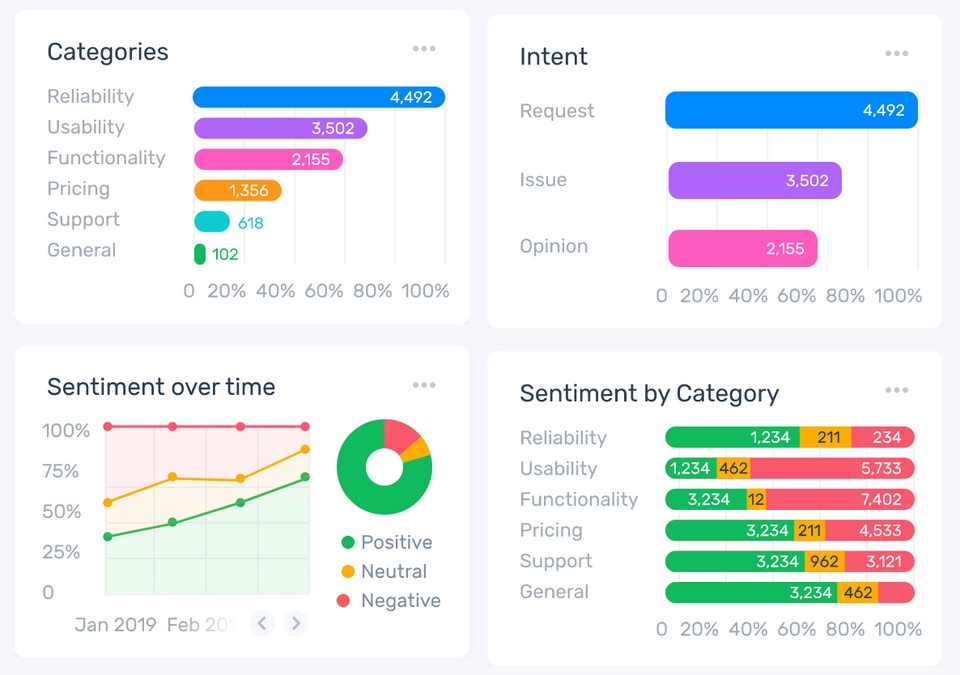 Categories
Reliability 4,492
Usability 3,502
Functionality 2,155
Pricing 1,356
Support 618
General 102
0 20% 40% 60% 80% 100%
Intent
Request 4,492
Issue 3,502
Opinion 2,155
0 20% 40% 60% 80% 100%
Sentiment over time
100%
75%
50%
25%
0
Jan 2019 Feb 201
Positive
Neutral
Negative
Sentiment by Category
Reliability 1,234 211 234
Usability 1,234 462 5,733
Functionality 3,234 12 7,402
Pricing 3,234 211 4,533
Support 3,234 962 3,121
General 3,234 462
0 20% 40% 60% 80% 100%